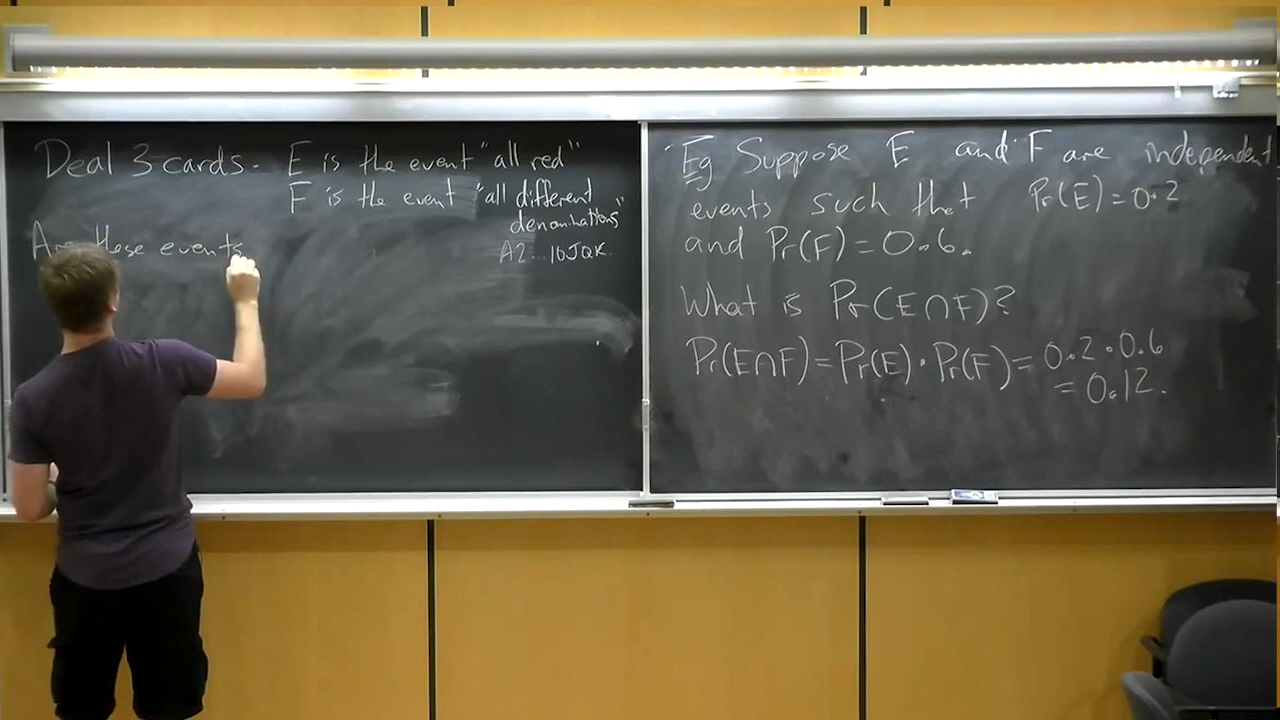 Deal 3 cards. E is the event "all red"
F is the event "all different
denominations"
A2...10JQK.
Are these events
Eg Suppose E and F are independent
events such that Pr(E)=0.2
and Pr(F)=0.6.
What is Pr(E∩F)?
Pr(E∩F)=Pr(E)·Pr(F)=0.2·0.6
=0.12.